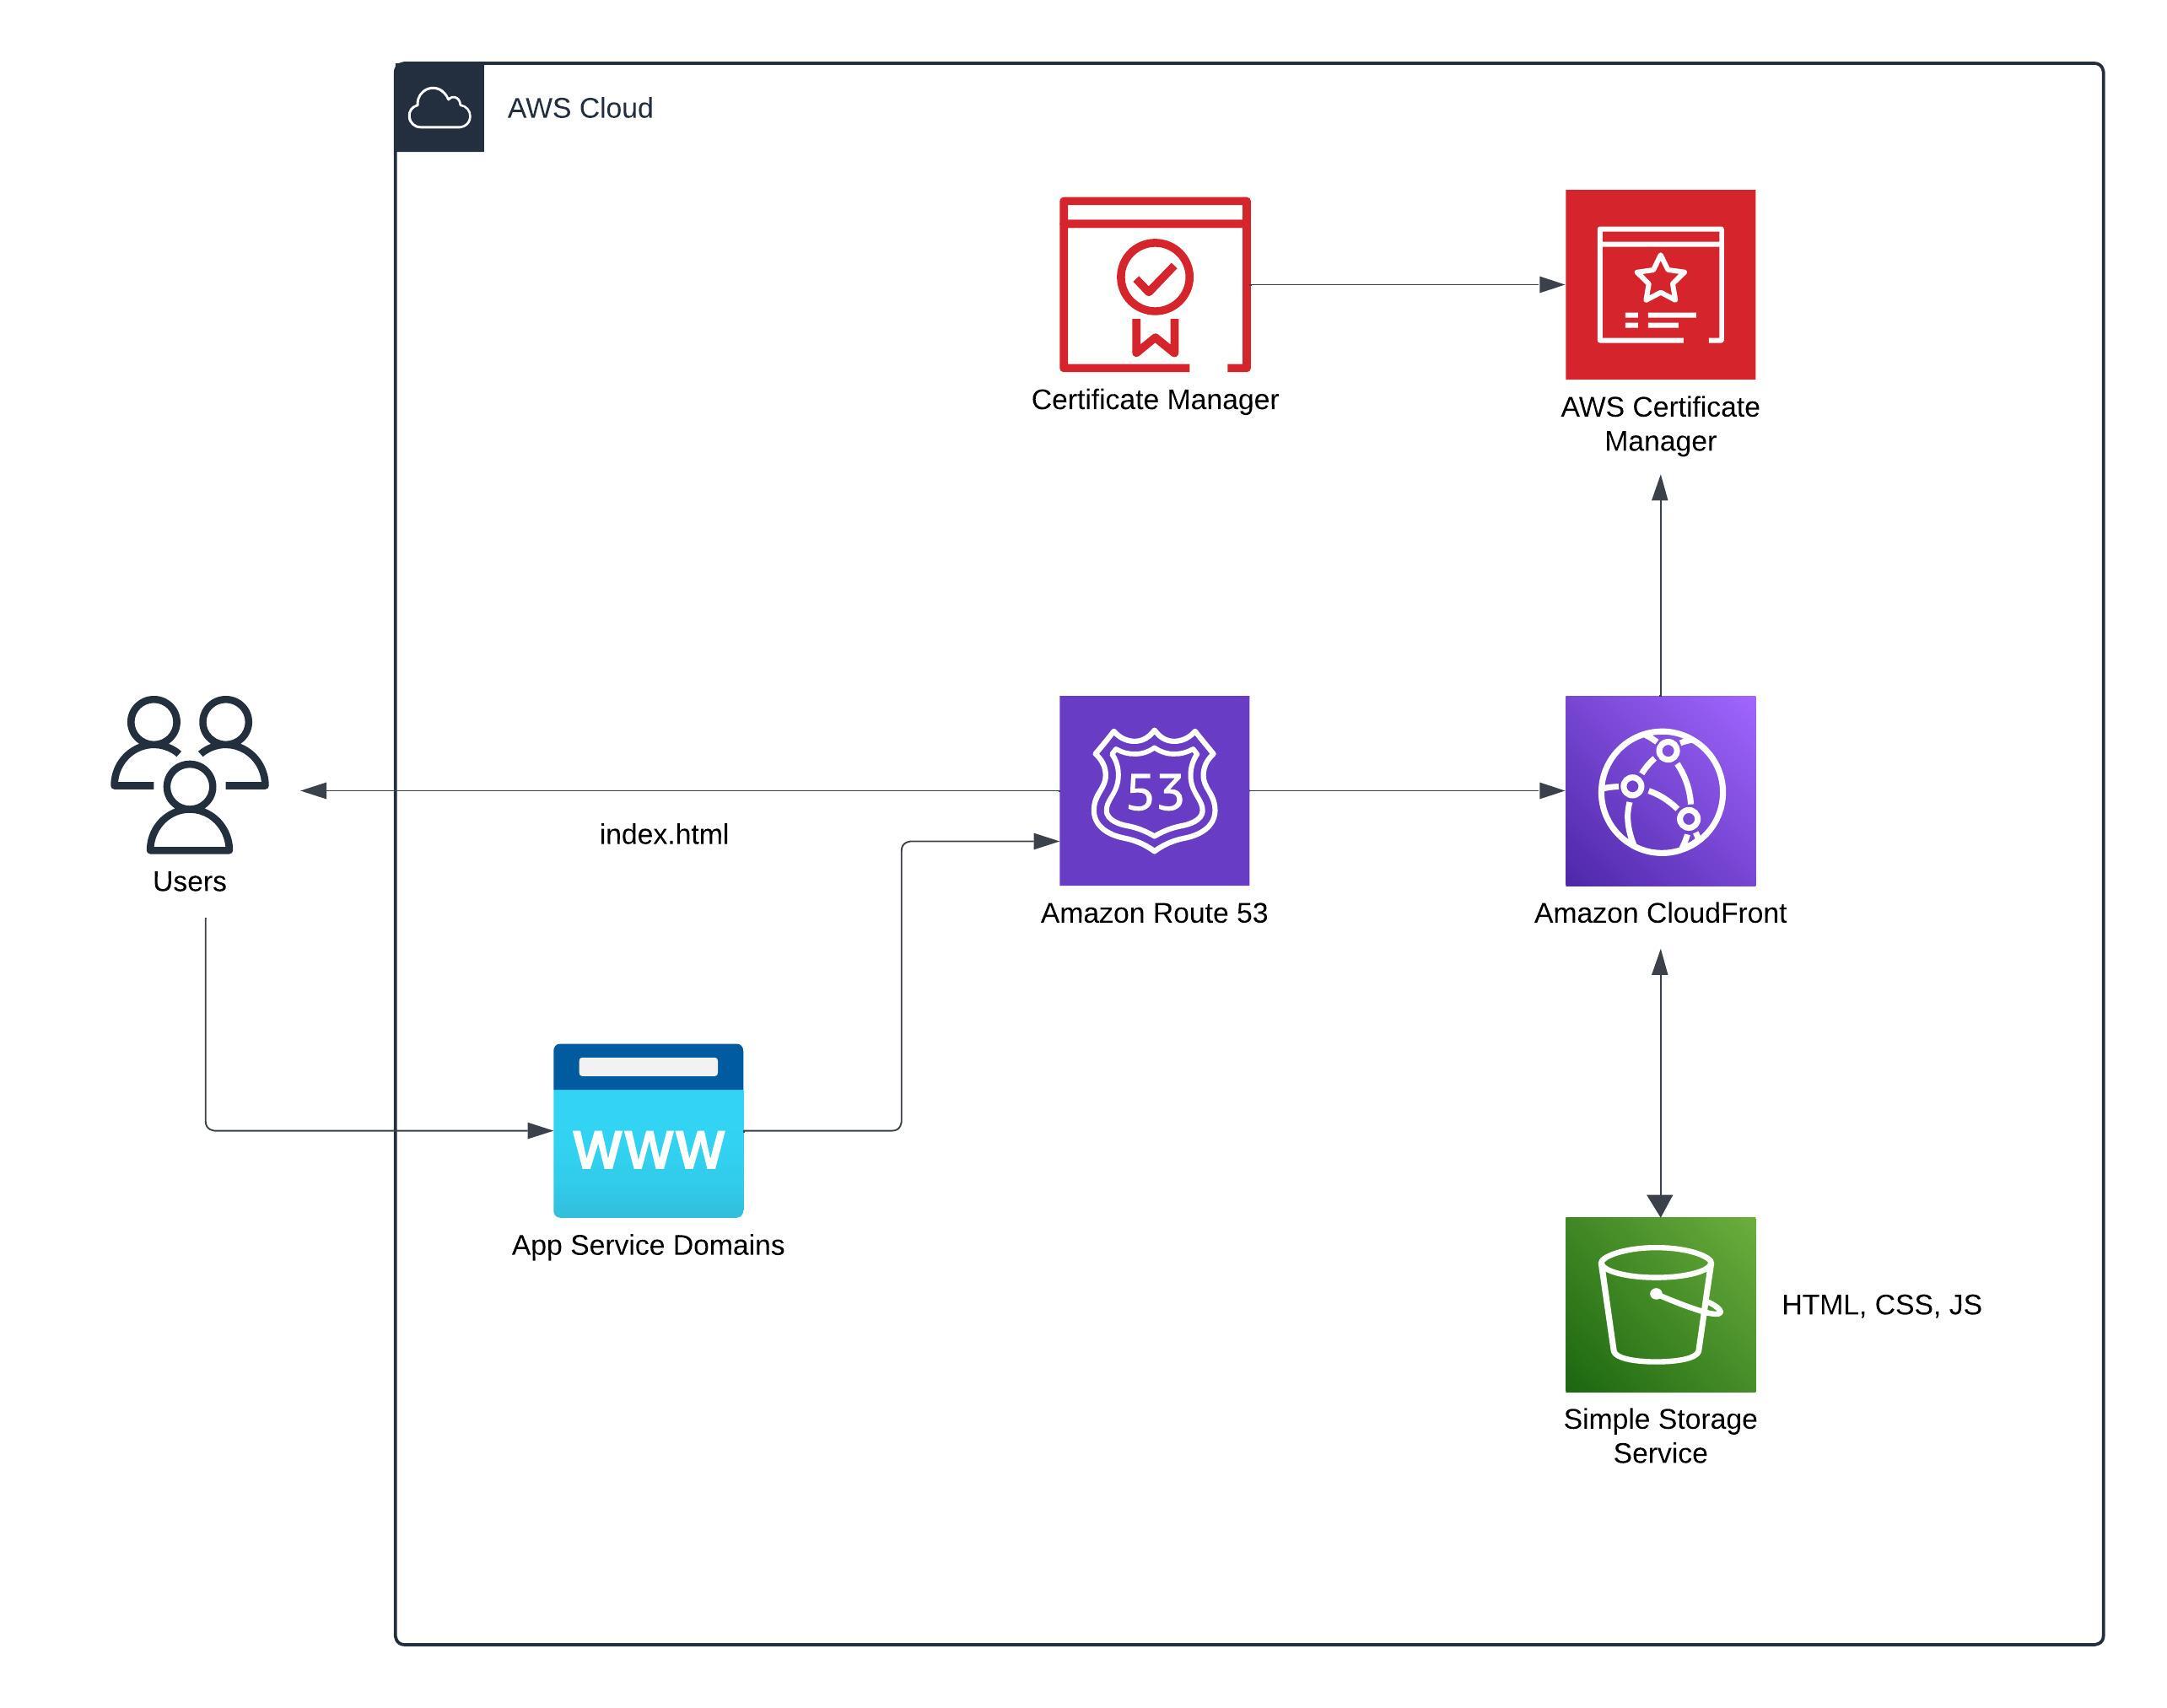 AWS Cloud
Certificate Manager
AWS Certificate
Manager
Users
index.html
53
Amazon Route 53
Amazon CloudFront
WWW
App Service Domains
HTML, CSS, JS
Simple Storage
Service